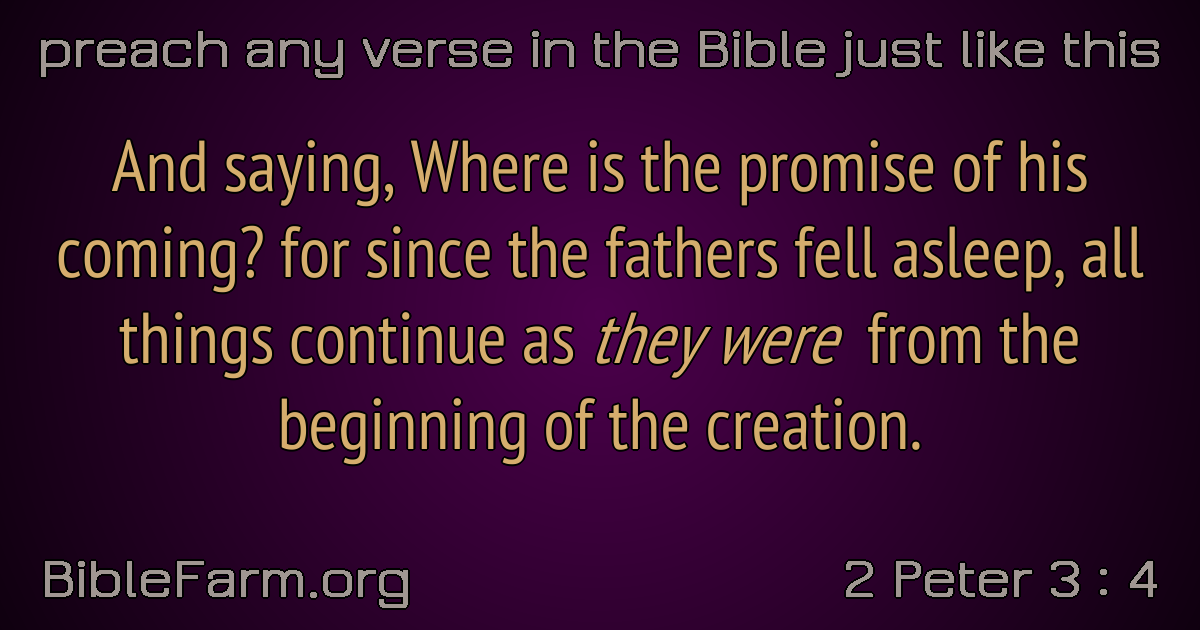 preach any verse in the Bible just like this
And saying, Where is the promise of his
coming? for since the fathers fell asleep, all
things continue as they were from the
beginning of the creation.
BibleFarm.org
2 Peter 3 : 4